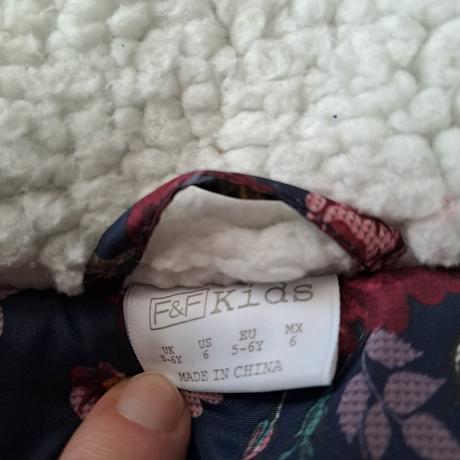 F&F Kids
UK US EU MX
5-6Y 6 5-6Y 6
MADE IN CHINA